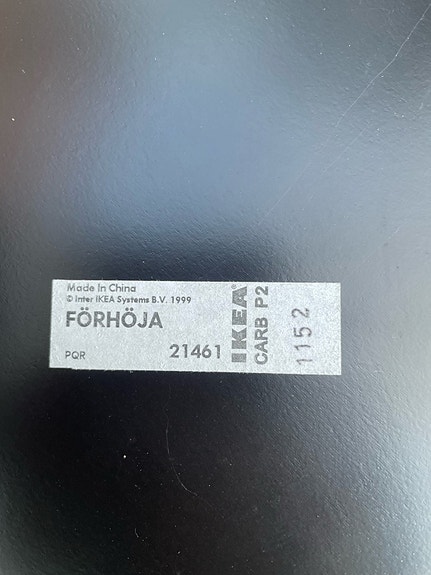 Made In China
© Inter IKEA Systems B.V. 1999
FÖRHÖJA
PQR 21461
IKEA®
CARB P2
1152